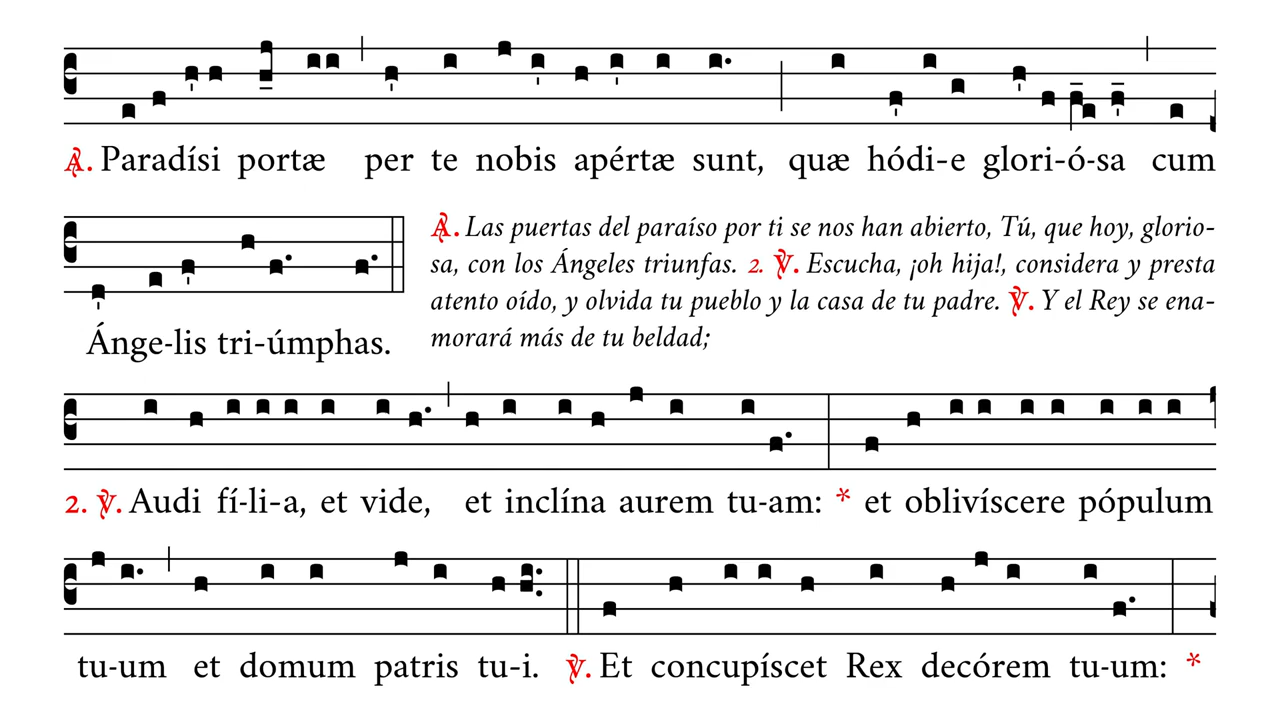 ℟. Paradísi portæ per te nobis apértæ sunt, quæ hódi-e glori-ó-sa cum
Ánge-lis tri-úmphas.
℟. Las puertas del paraíso por ti se nos han abierto, Tú, que hoy, glorio-
sa, con los Ángeles triunfas. 2. ℣. Escucha, ¡oh hija!, considera y presta
atento oído, y olvida tu pueblo y la casa de tu padre. ℣. Y el Rey se ena-
morará más de tu beldad;
2. ℣. Audi fí-li-a, et vide, et inclína aurem tu-am: * et oblivíscere pópulum
tu-um et domum patris tu-i. ℣. Et concupíscet Rex decórem tu-um: *